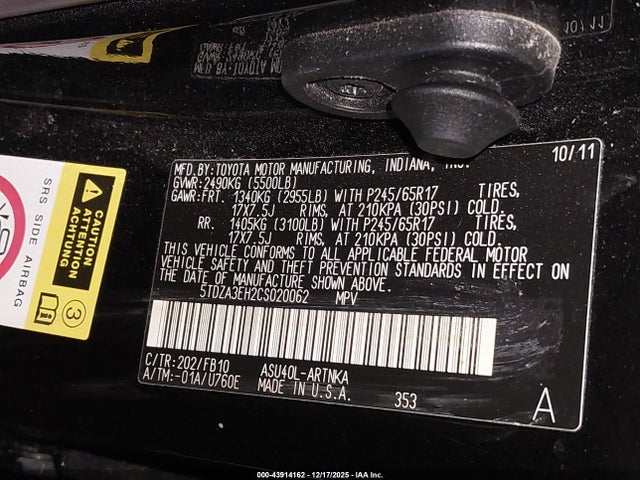 10/11
MFD. BY: TOYOTA MOTOR MANUFACTURING, INDIANA, INC.
10/11
GVWR: 2490KG (5500LB)
GAWR: FRT. 1340KG (2955LB) WITH P245/65R17 TIRES,
17X7.5J RIMS, AT 210KPA (30PSI) COLD.
RR. 1405KG (3100LB) WITH P245/65R17 TIRES,
17X7.5J RIMS, AT 210KPA (30PSI) COLD.
THIS VEHICLE CONFORMS TO ALL APPLICABLE FEDERAL MOTOR
VEHICLE SAFETY AND THEFT PREVENTION STANDARDS IN EFFECT ON
THE DATE OF MANUFACTURE SHOWN ABOVE.
5TDZA3EH2CS020062 MPV
C/TR: 202/FB10 ASU40L-ARTNKA
A/TM: -01A/U760E MADE IN U.S.A. 353
A
SRS SIDE AIRBAG
CAUTION
ATTENTION
ACHTUNG
3
000-43914162 - 12/17/2025 - IAA Inc.